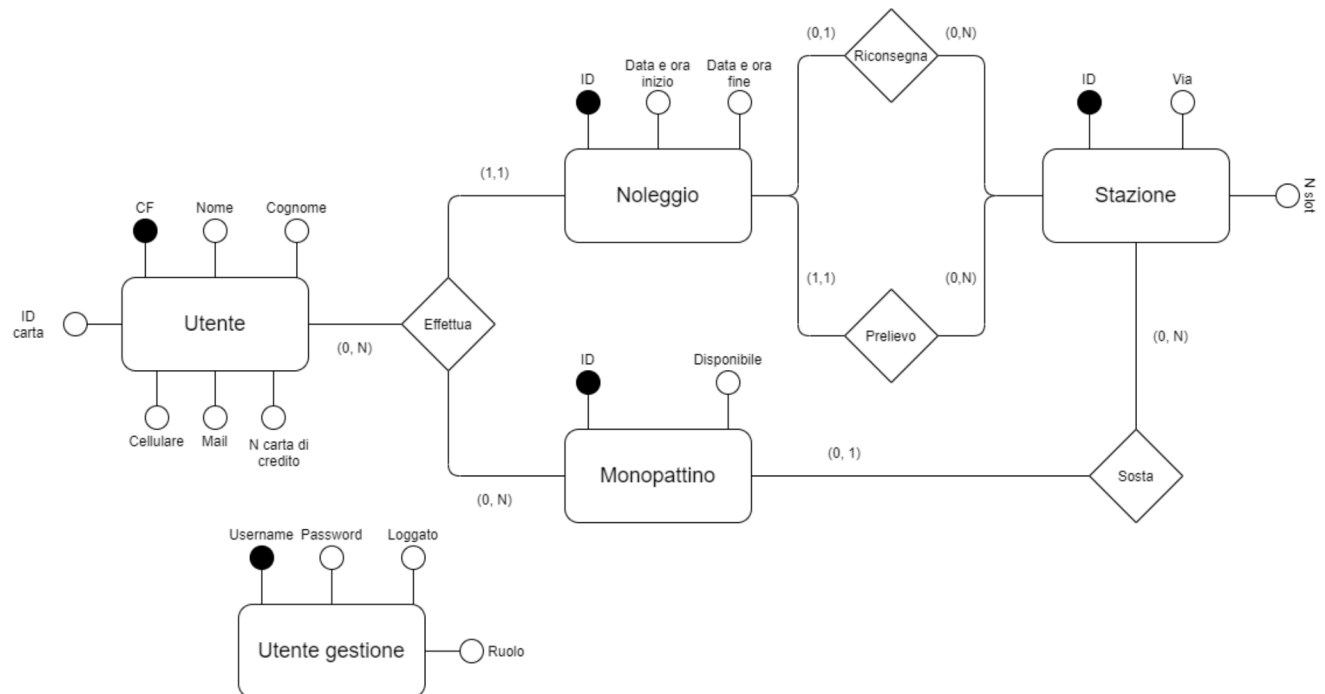 (0,1)
Riconsegna
(0,N)
ID
Data e ora
inizio
Data e ora
fine
Noleggio
ID
Via
Stazione
N slot
(1,1)
(1,1)
Prelievo
(0,N)
CF
Nome
Cognome
ID
carta
Utente
(0, N)
Effettua
Cellulare
Mail
N carta di
credito
ID
Disponibile
Monopattino
(0, N)
(0, 1)
(0, N)
Sosta
Username
Password
Loggato
Utente gestione
Ruolo